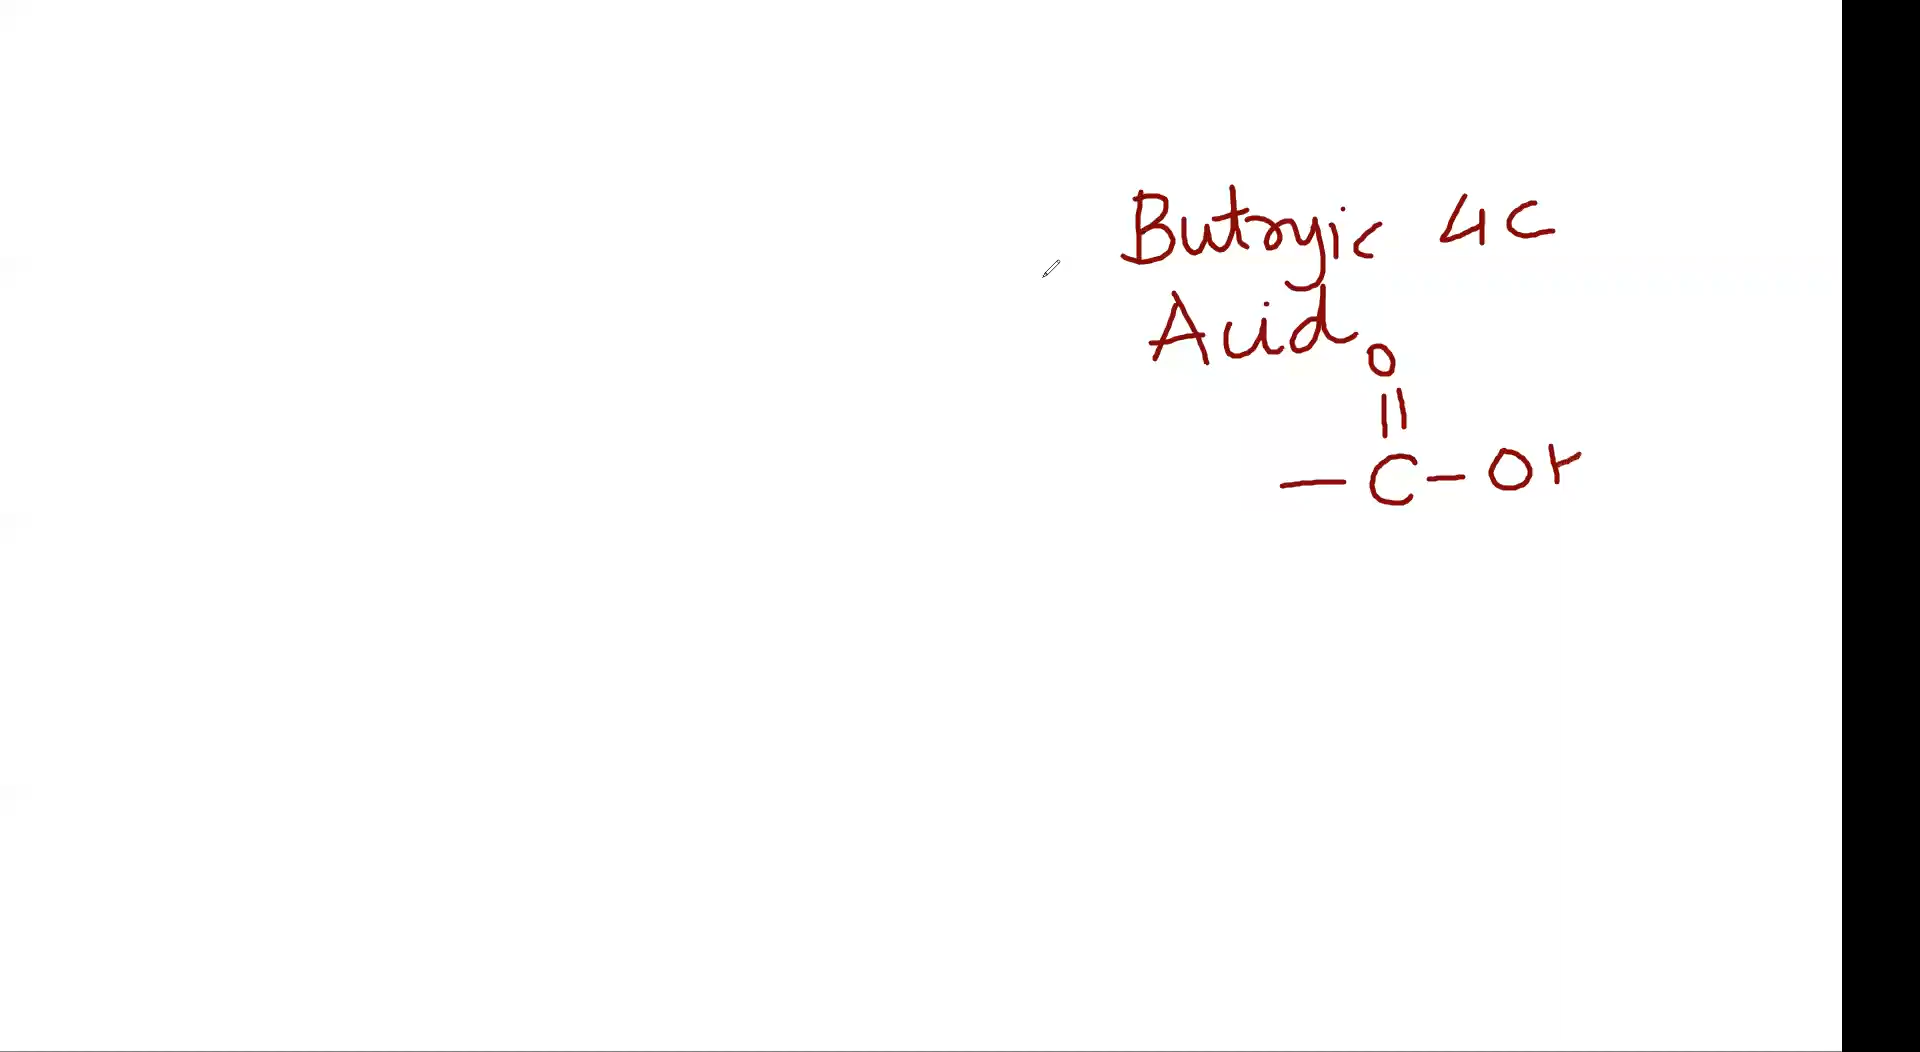 Butryic 4C
Acid
O
||
— C – OH